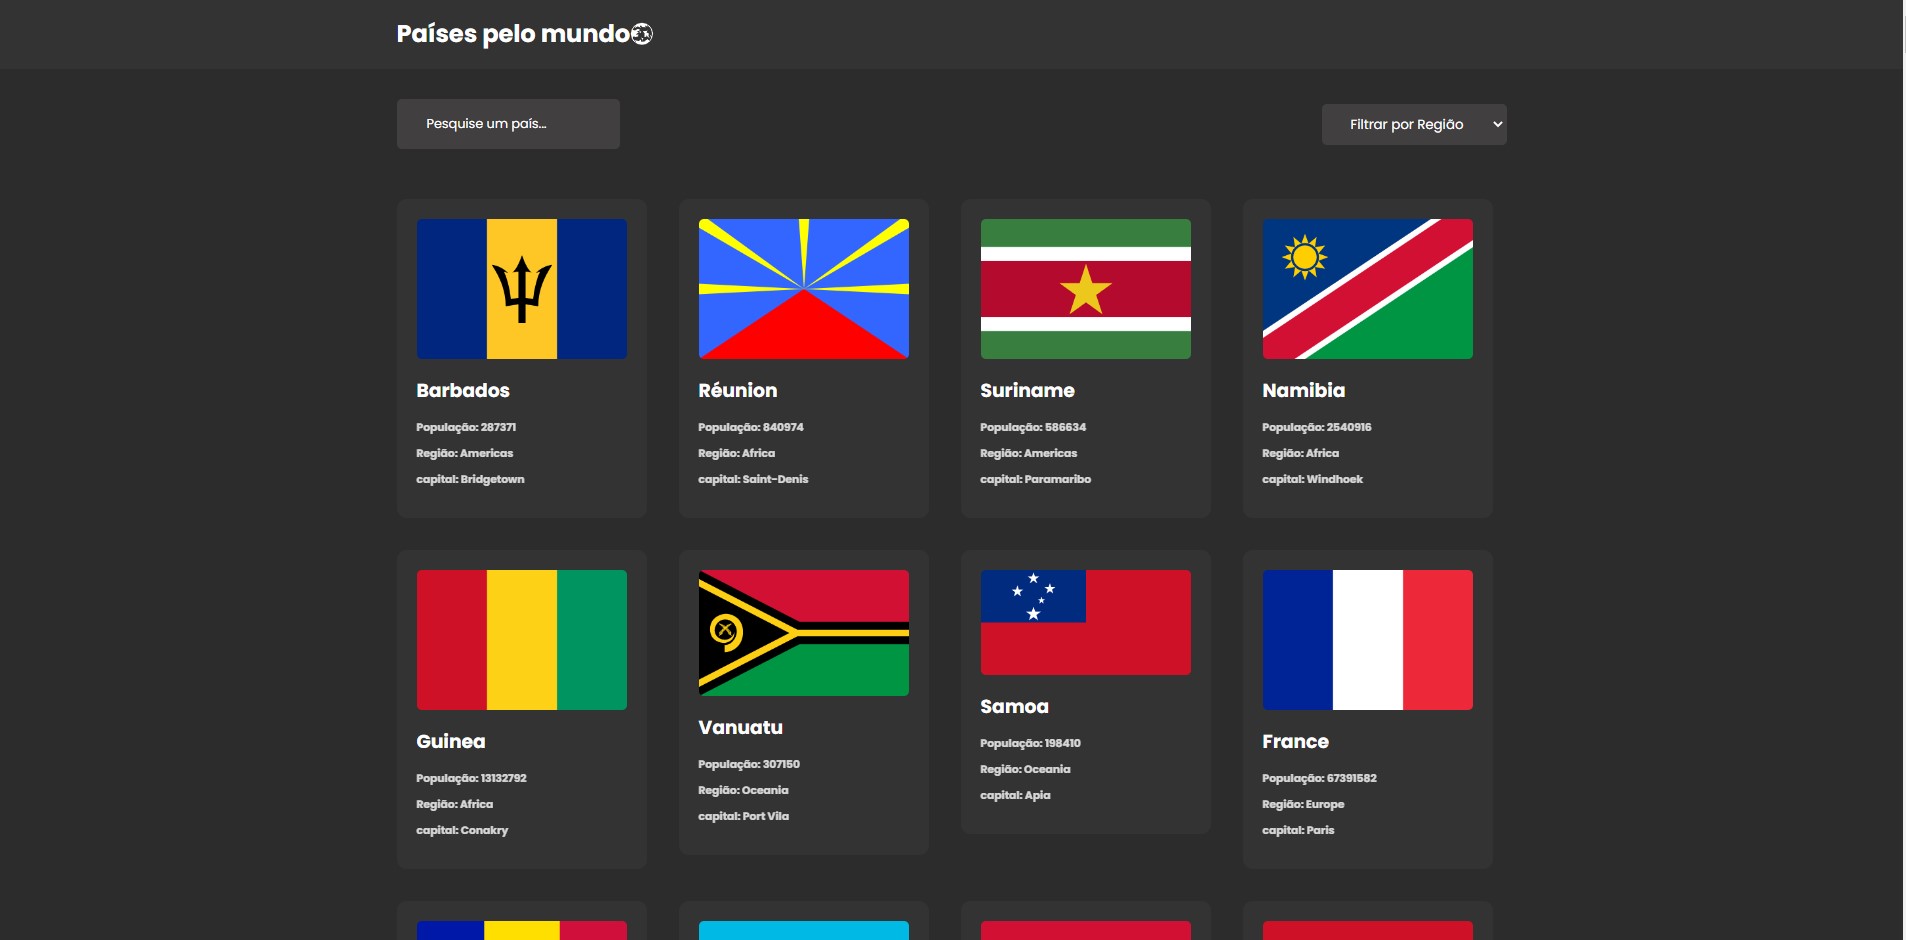 Países pelo mundo
Pesquise um país...
Filtrar por Região
Barbados
População: 287371
Região: Americas
capital: Bridgetown
Réunion
População: 840974
Região: Africa
capital: Saint-Denis
Suriname
População: 586634
Região: Americas
capital: Paramaribo
Namibia
População: 2540916
Região: Africa
capital: Windhoek
Guinea
População: 13132792
Região: Africa
capital: Conakry
Vanuatu
População: 307150
Região: Oceania
capital: Port Vila
Samoa
População: 198410
Região: Oceania
capital: Apia
France
População: 67391582
Região: Europe
capital: Paris